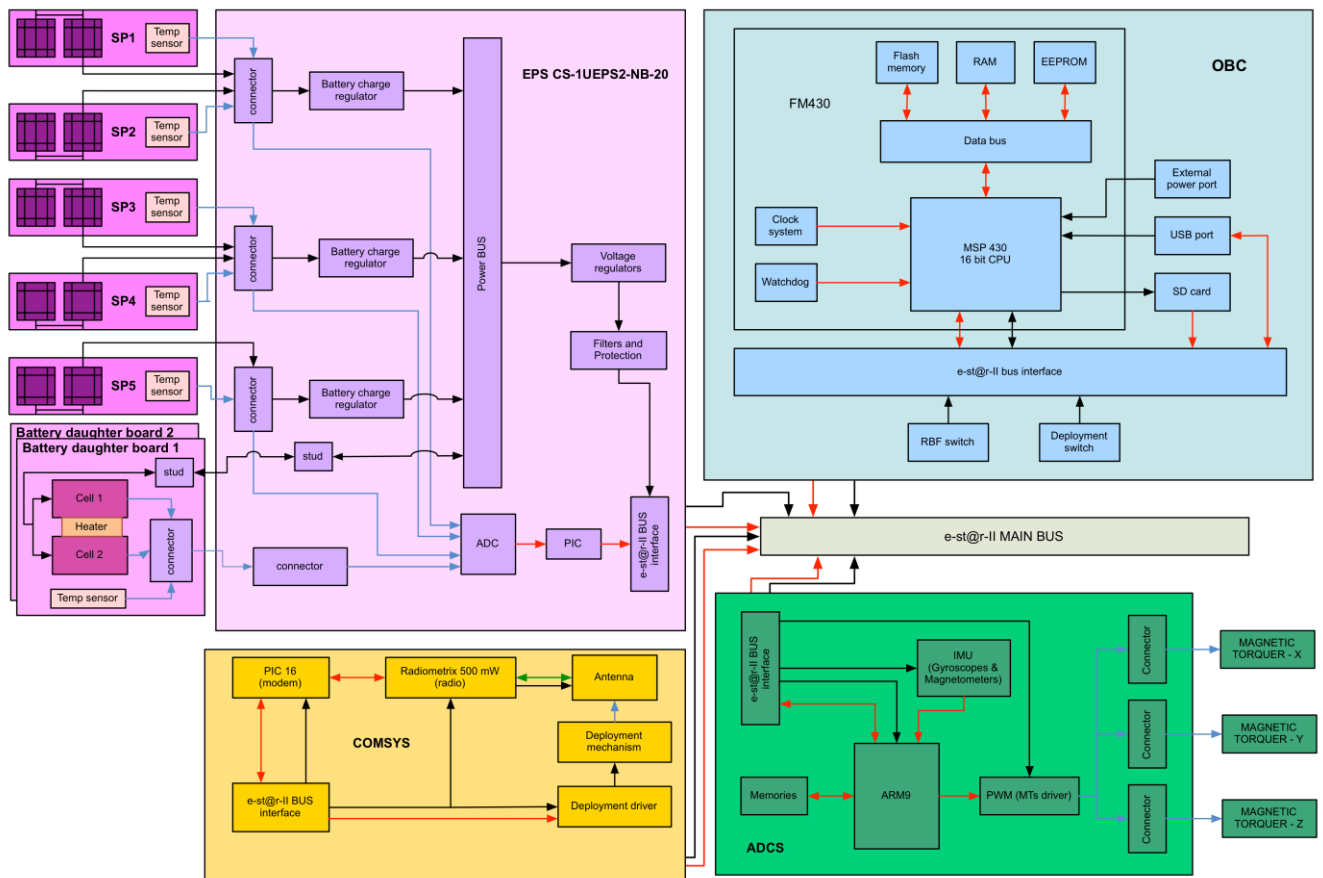 SP1
Temp
sensor
SP2
Temp
sensor
SP3
Temp
sensor
SP4
Temp
sensor
SP5
Temp
sensor
Battery daughter board 2
Battery daughter board 1
stud
Cell 1
Heater
Cell 2
connector
Temp sensor
EPS CS-1UEPS2-NB-20
connector
Battery charge
regulator
connector
Battery charge
regulator
connector
Battery charge
regulator
stud
connector
Power BUS
Voltage
regulators
Filters and
Protection
ADC
PIC
e-st@r-II BUS
interface
OBC
FM430
Flash
memory
RAM
EEPROM
Data bus
Clock
system
Watchdog
MSP 430
16 bit CPU
External
power port
USB port
SD card
e-st@r-II bus interface
RBF switch
Deployment
switch
e-st@r-II MAIN BUS
COMSYS
PIC 16
(modem)
Radiometrix 500 mW
(radio)
Antenna
Deployment
mechanism
e-st@r-II BUS
interface
Deployment driver
ADCS
e-st@r-II BUS
interface
IMU
(Gyroscopes &
Magnetometers)
Memories
ARM9
PWM (MTs driver)
Connector
Connector
Connector
MAGNETIC
TORQUER - X
MAGNETIC
TORQUER - Y
MAGNETIC
TORQUER - Z